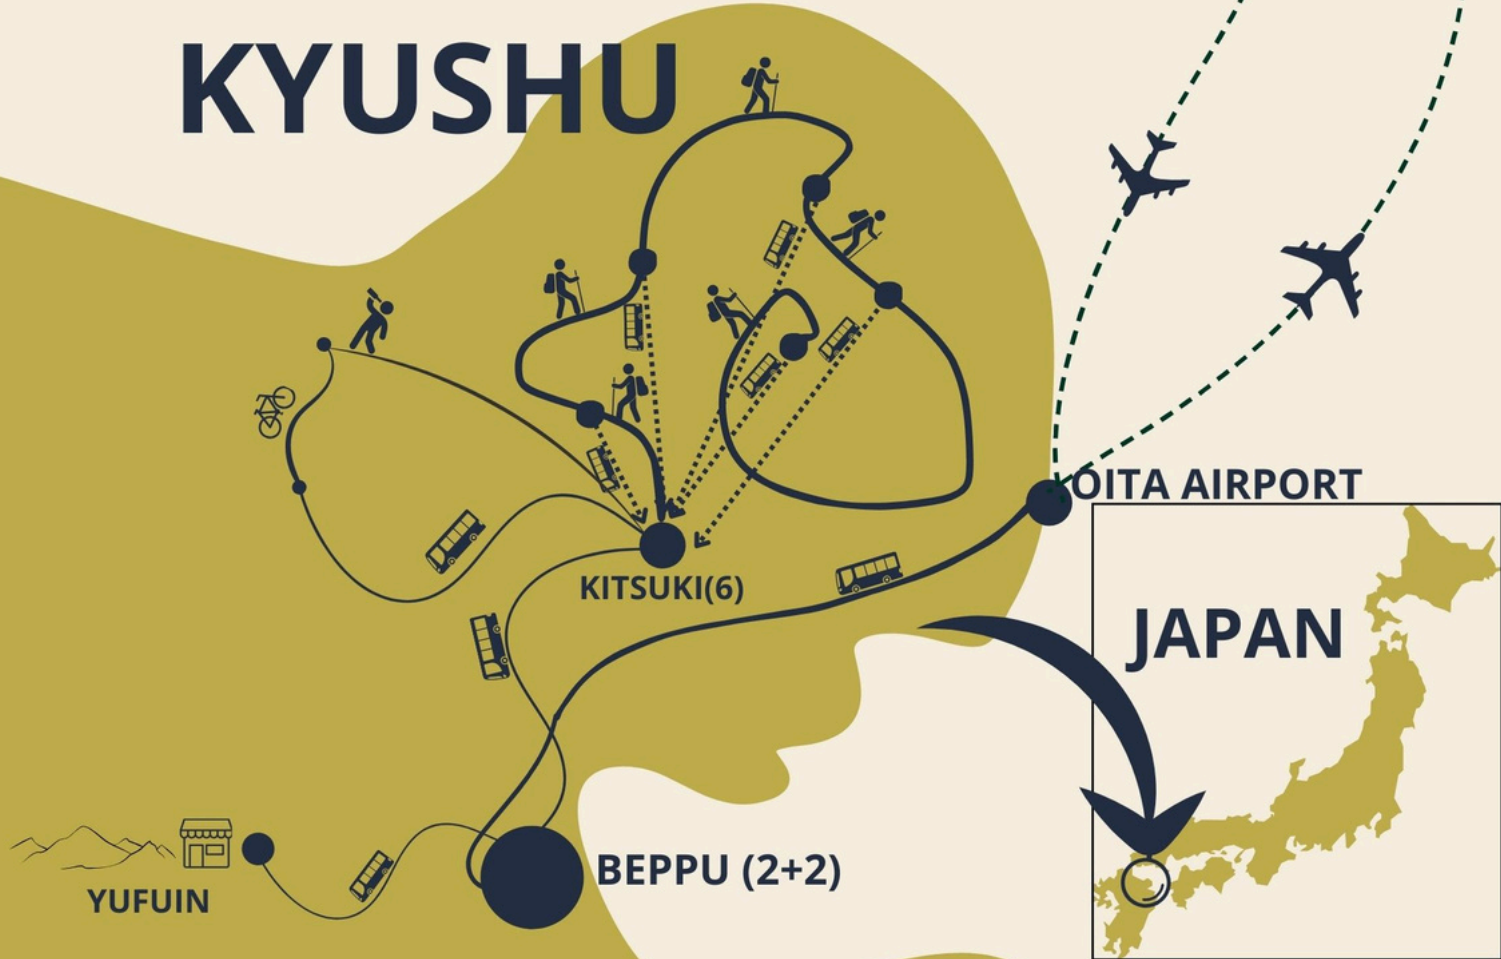 KYUSHU
OITA AIRPORT
KITSUKI(6)
JAPAN
BEPPU (2+2)
YUFUIN